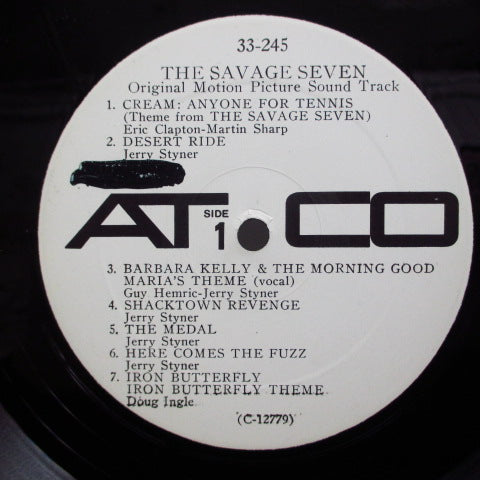 33-245
THE SAVAGE SEVEN
Original Motion Picture Sound Track
1. CREAM: ANYONE FOR TENNIS
(Theme from THE SAVAGE SEVEN)
Eric Clapton-Martin Sharp
2. DESERT RIDE
Jerry Styner
ATCO
SIDE
1
3. BARBARA KELLY & THE MORNING GOOD
MARIA'S THEME (vocal)
Guy Hemric-Jerry Styner
4. SHACKTOWN REVENGE
Jerry Styner
5. THE MEDAL
Jerry Styner
6. HERE COMES THE FUZZ
Jerry Styner
7. IRON BUTTERFLY
IRON BUTTERFLY THEME
Doug Ingle
(C-12779)